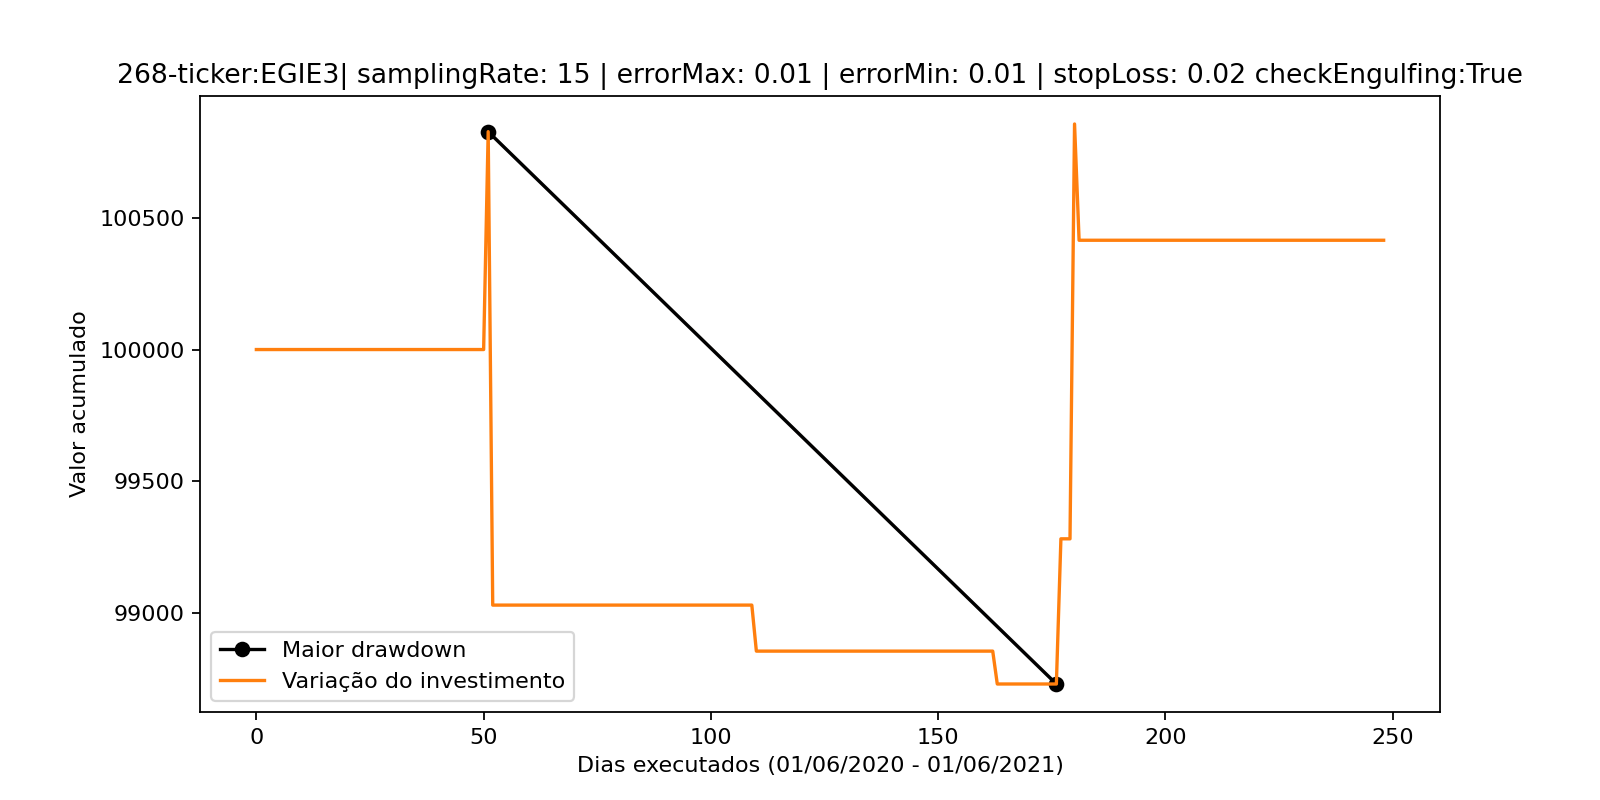 268-ticker:EGIE3| samplingRate: 15 | errorMax: 0.01 | errorMin: 0.01 | stopLoss: 0.02 checkEngulfing:True
Valor acumulado
100500
100000
99500
99000
Maior drawdown
Variação do investimento
0 50 100 150 200 250
Dias executados (01/06/2020 - 01/06/2021)